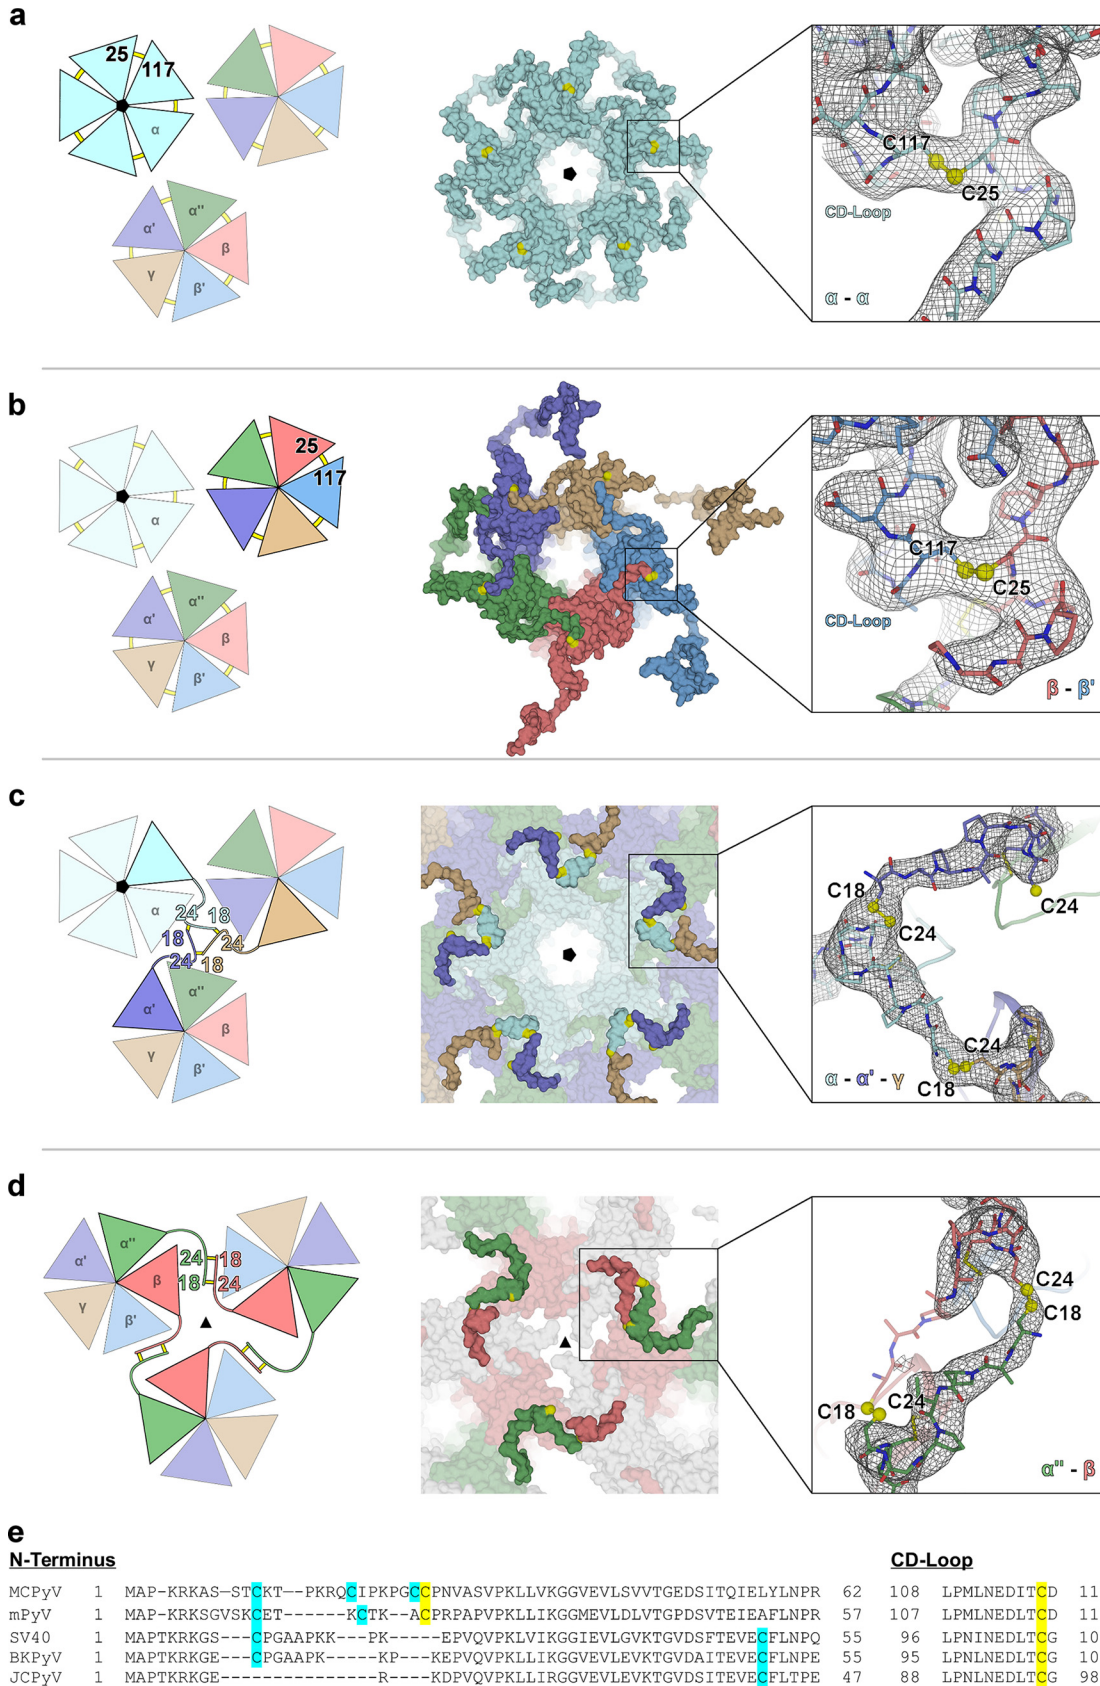 a
25
117
α
α"
α'
β
γ
β'
C117
C25
CD-Loop
α - α
b
25
117
α
α"
α'
β
γ
β'
C117
C25
CD-Loop
β - β'
c
α
24
18
18
24
24
18
α'
α"
β
γ
β'
C18
C24
C24
C24
C18
α - α' - γ
d
α"
α'
β
γ
β'
24
18
18
24
C24
C18
C18
C24
α" - β
e
N-Terminus
CD-Loop
MCPyV 1 MAP-KRKAS--STCKT---PKRQCIPKPGCCPNVASVPKLLVKGGVEVLSVVTGEDSITQIELYLNPR 62 108 LPMLNEDITCD 11
mPyV 1 MAP-KRKSGVSKCET------KCTK--ACPRPAPVPKLLIKGGMEVLDLVTGPDSVTEIEAFLNPR 57 107 LPMLNEDLTCD 11
SV40 1 MAPTKRKGS---CPGAAPKK---PK-----EPVQVPKLVIKGGIEVLGVKTGVDSFTEVECFLNPQ 55 96 LPNINEDLTCG 10
BKPyV 1 MAPTKRKGE---CPGAAPK----KP-----KEPVQVPKLLIKGGVEVLEVKTGVDAITEVECFLNPE 55 95 LPNLNEDLTCG 10
JCPyV 1 MAPTKRKGE--------------R------KDPVQVPKLLIRGGVEVLEVKTGVDSITEVECFLTPE 47 88 LPNLNEDLTCG 98